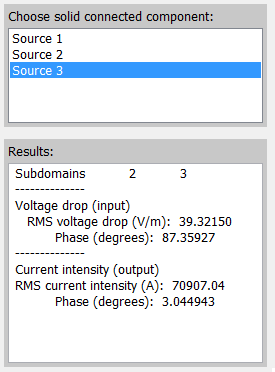 Choose solid connected component:
Source 1
Source 2
Source 3
Results:
Subdomains 2 3
--------------
Voltage drop (input)
RMS voltage drop (V/m): 39.32150
Phase (degrees): 87.35927
--------------
Current intensity (output)
RMS current intensity (A): 70907.04
Phase (degrees): 3.044943